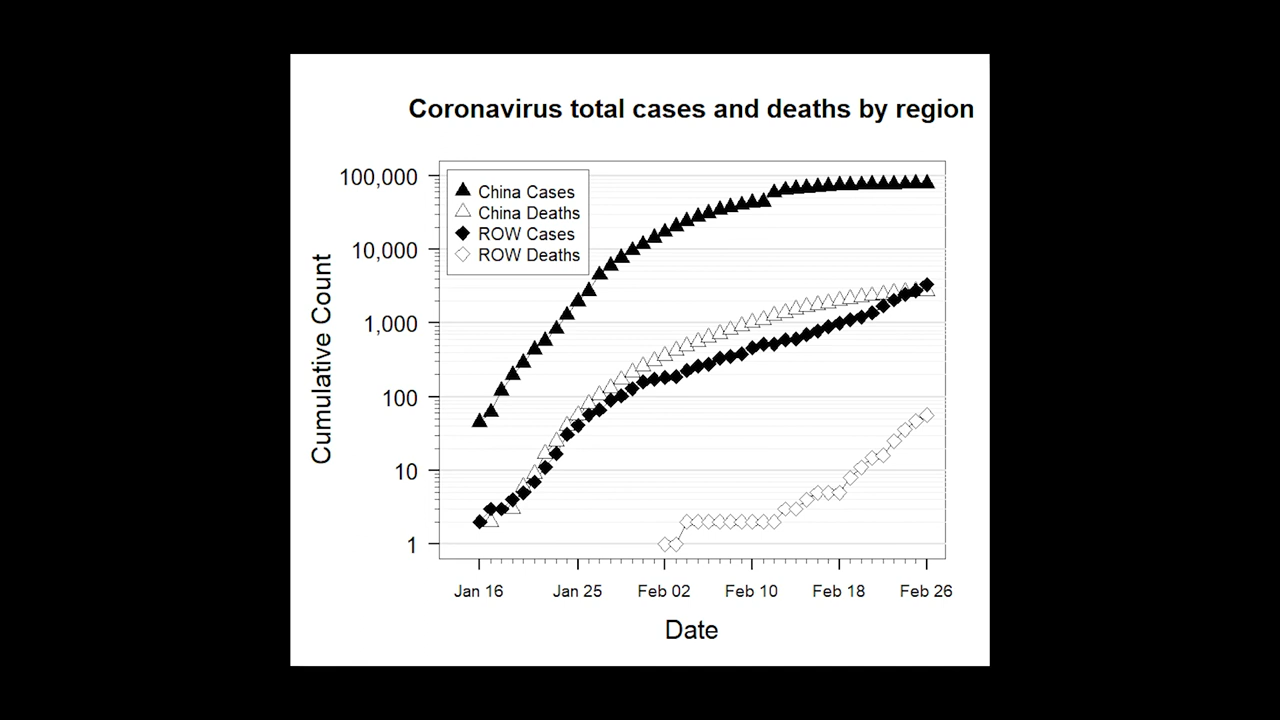 Coronavirus total cases and deaths by region
100,000
10,000
1,000
100
10
1
Cumulative Count
China Cases
China Deaths
ROW Cases
ROW Deaths
Jan 16 Jan 25 Feb 02 Feb 10 Feb 18 Feb 26
Date